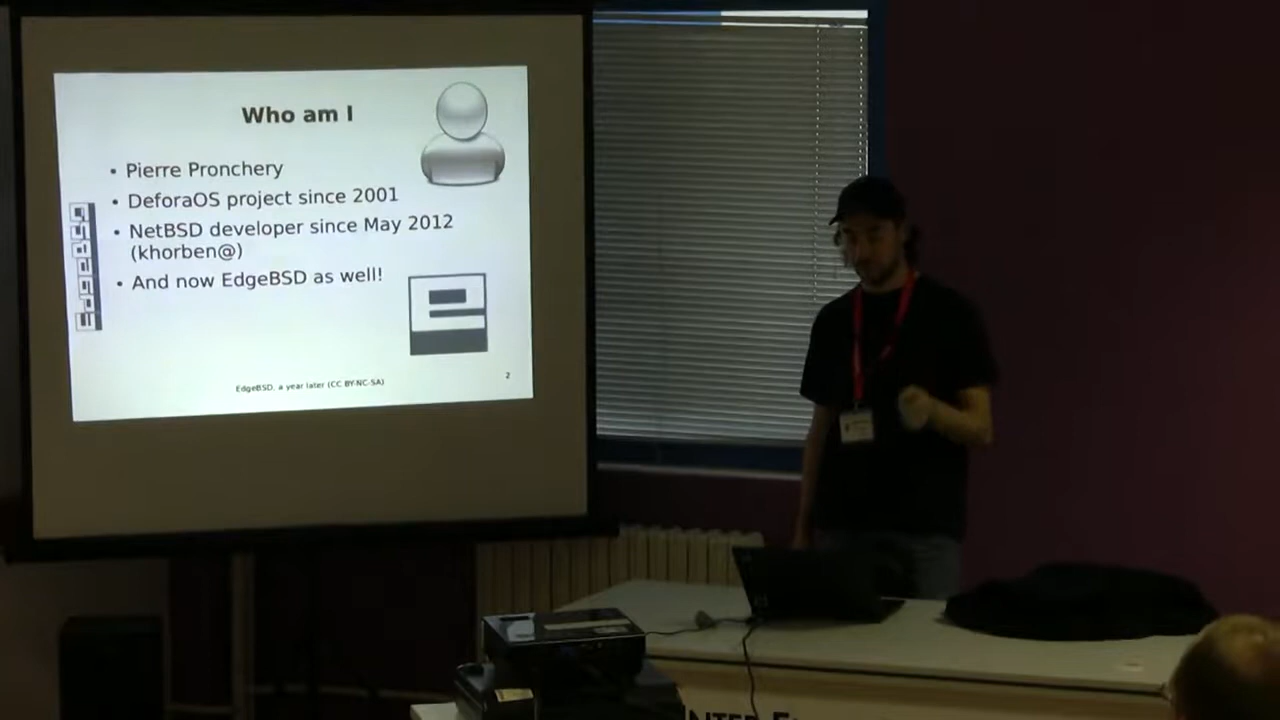 Who am I
• Pierre Pronchery
• DeforaOS project since 2001
• NetBSD developer since May 2012
(khorben@)
• And now EdgeBSD as well!
EdgeBSD, a year later (CC BY-NC-SA)
2